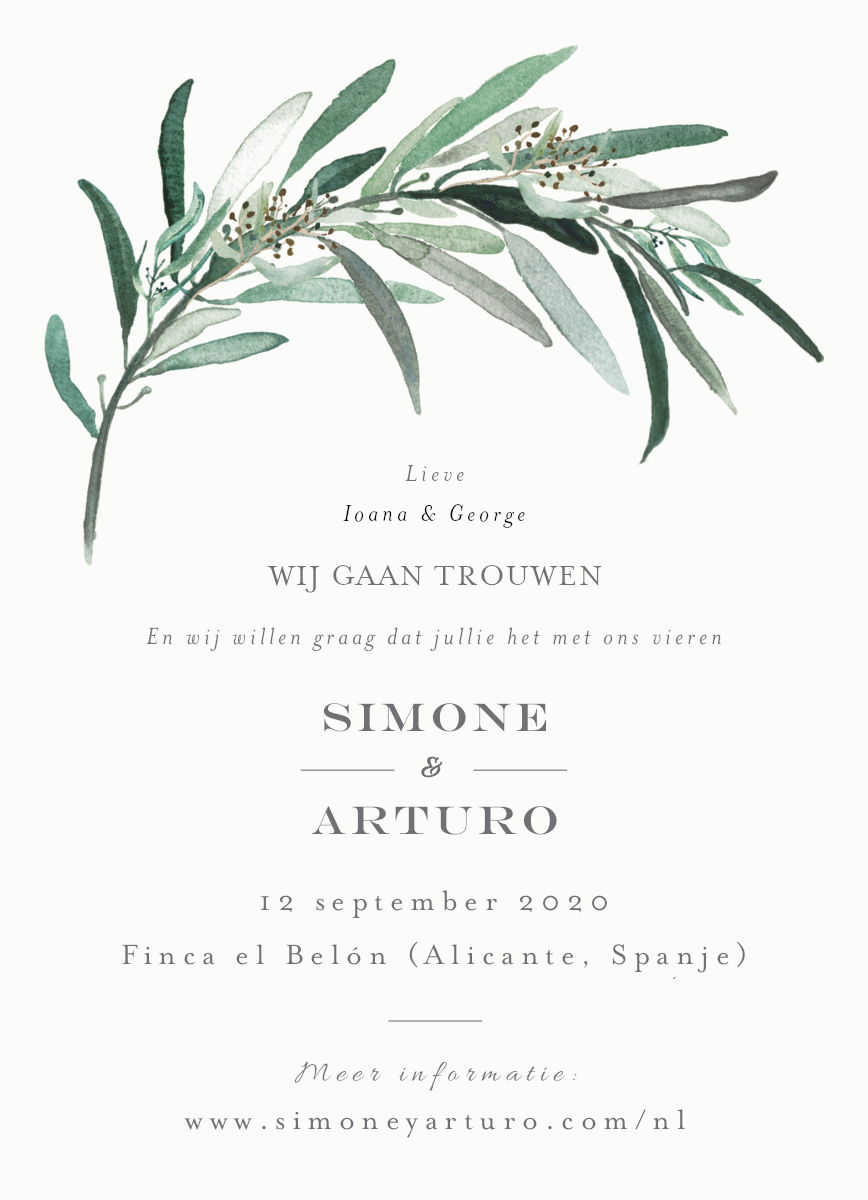 Lieve
Ioana & George
WIJ GAAN TROUWEN
En wij willen graag dat jullie het met ons vieren
SIMONE
&
ARTURO
12 september 2020
Finca el Belón (Alicante, Spanje)
Meer informatie:
www.simoneyarturo.com/nl